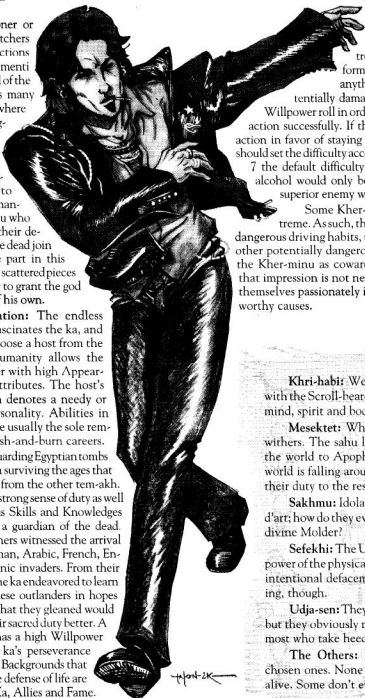 oner or
tchers
ctions
menti
l of the
s many
where
g-
to
nan-
u who
their de-
e dead join
e part in this
scattered pieces
r to grant the god
f his own.
ation: The endless
ascinates the ka, and
oose a host from the
umanity allows the
er with high Appear-
ttributes. The host's
n denotes a needy or
rsonality. Abilities in
e usually the sole rem-
sh-and-burn careers.
uarding Egyptian tombs
n surviving the ages that
from the other tem-akh.
strong sense of duty as well
s Skills and Knowledges
a guardian of the dead.
hers witnessed the arrival
man, Arabic, French, En-
nic invaders. From their
he ka endeavored to learn
ese outlanders in hopes
hat they gleaned would
ir sacred duty better. A
has a high Willpower
ka's perseverance
Backgrounds that
e defense of life are
Ka, Allies and Fame.
tre
form
anyth
tentially dama
Willpower roll in ord
action successfully. If th
action in favor of staying
should set the difficulty acc
7 the default difficulty
alcohol would only b
superior enemy w
Some Kher-
treme. As such, th
dangerous driving habits, t
other potentially dangero
the Kher-minu as cowar
that impression is not ne
themselves passionately i
worthy causes.
Khri-habi: We
with the Scroll-bear
mind, spirit and bod
Mesektet: Wh
withers. The sahu l
the world to Apoph
world is falling arou
their duty to the res
Sakhmu: Idola
d'art; how do they ev
divine Molder?
Sefekhi: The U
power of the physica
intentional defacem
ing, though.
Udja-sen: They
but they obviously n
most who take heed
The Others:
chosen ones. None
alive. Some don't e